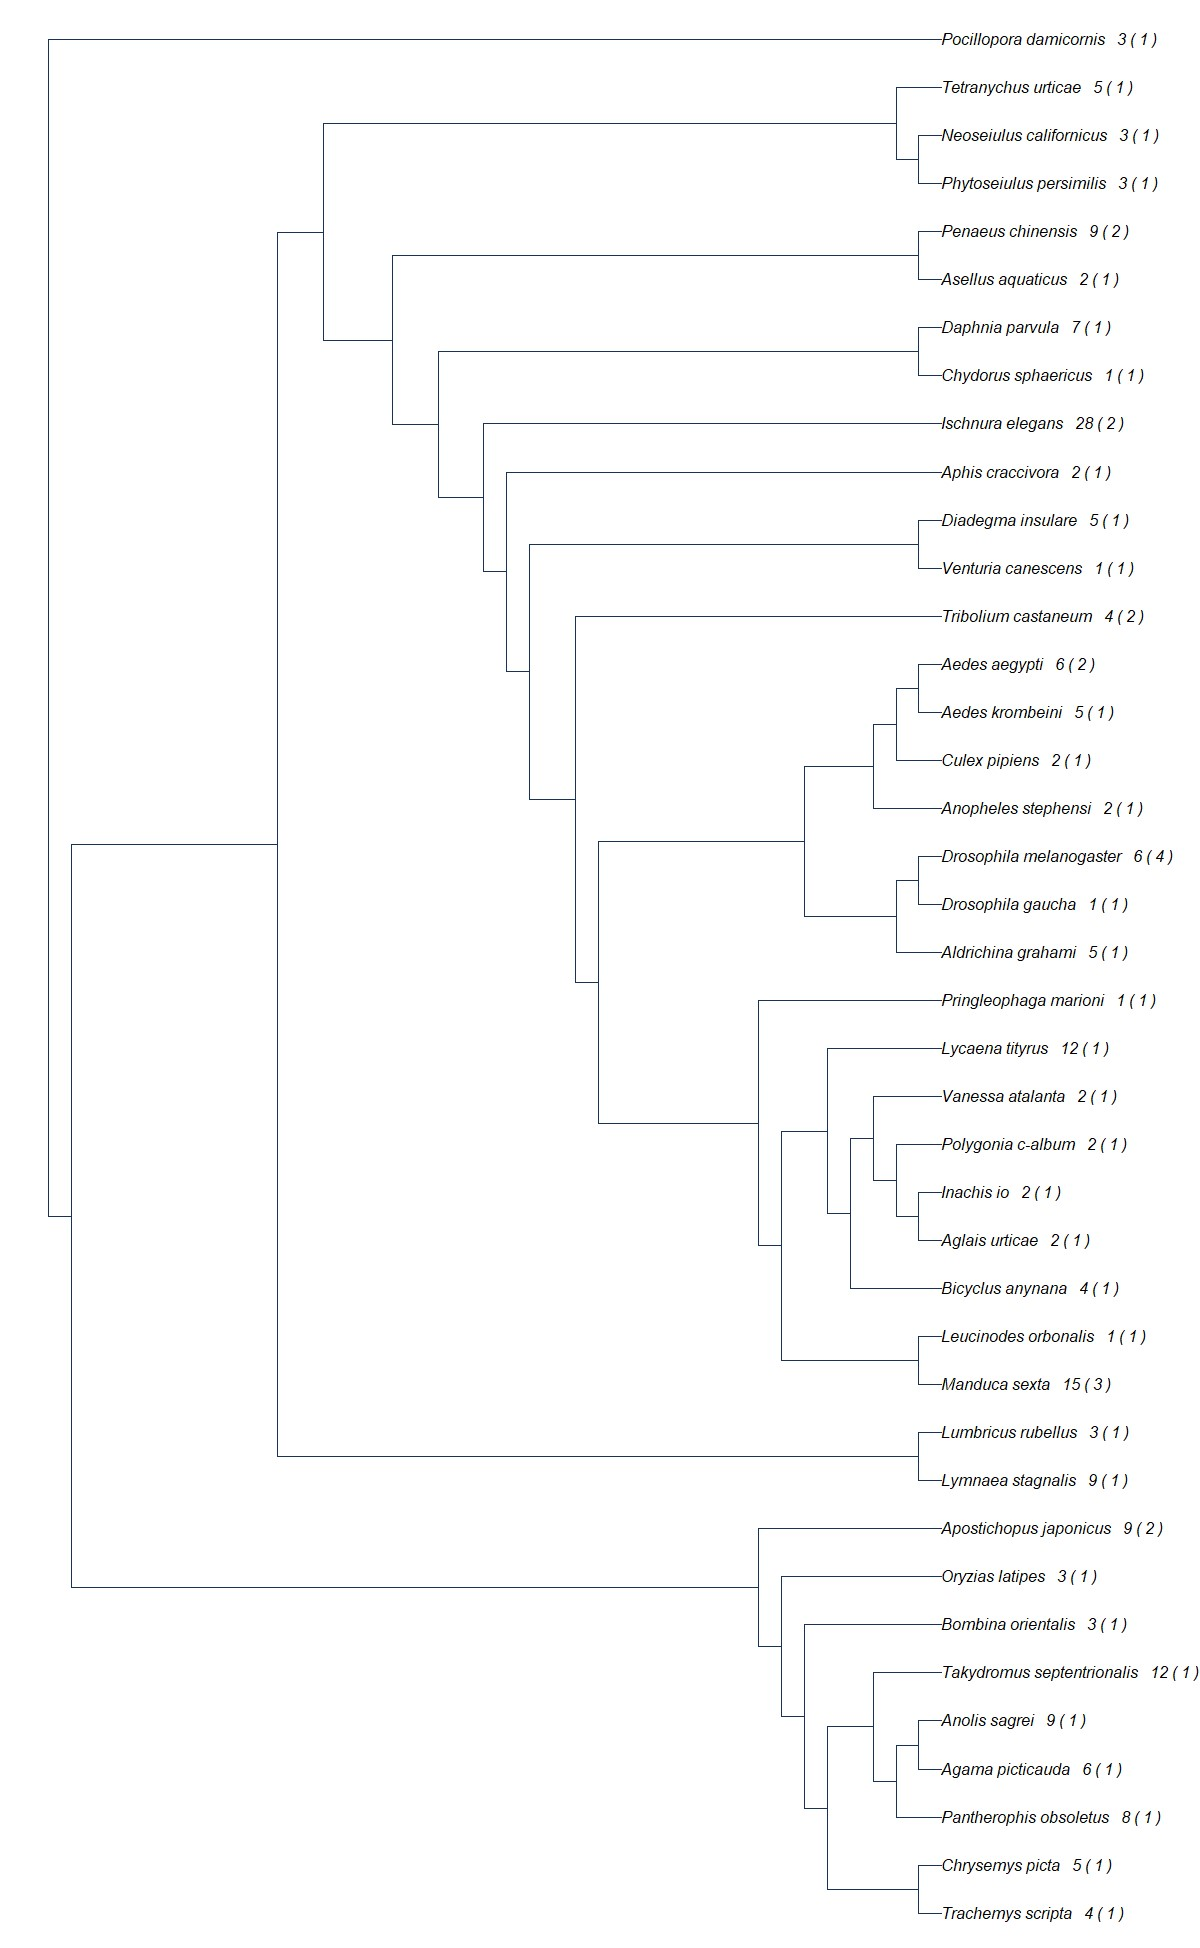 Pocillopora damicornis 3 ( 1 )
Tetranychus urticae 5 ( 1 )
Neoseiulus californicus 3 ( 1 )
Phytoseiulus persimilis 3 ( 1 )
Penaeus chinensis 9 ( 2 )
Asellus aquaticus 2 ( 1 )
Daphnia parvula 7 ( 1 )
Chydorus sphaericus 1 ( 1 )
Ischnura elegans 28 ( 2 )
Aphis craccivora 2 ( 1 )
Diadegma insulare 5 ( 1 )
Venturia canescens 1 ( 1 )
Tribolium castaneum 4 ( 2 )
Aedes aegypti 6 ( 2 )
Aedes krombeini 5 ( 1 )
Culex pipiens 2 ( 1 )
Anopheles stephensi 2 ( 1 )
Drosophila melanogaster 6 ( 4 )
Drosophila gaucha 1 ( 1 )
Aldrichina grahami 5 ( 1 )
Pringleophaga marioni 1 ( 1 )
Lycaena tityrus 12 ( 1 )
Vanessa atalanta 2 ( 1 )
Polygonia c-album 2 ( 1 )
Inachis io 2 ( 1 )
Aglais urticae 2 ( 1 )
Bicyclus anynana 4 ( 1 )
Leucinodes orbonalis 1 ( 1 )
Manduca sexta 15 ( 3 )
Lumbricus rubellus 3 ( 1 )
Lymnaea stagnalis 9 ( 1 )
Apostichopus japonicus 9 ( 2 )
Oryzias latipes 3 ( 1 )
Bombina orientalis 3 ( 1 )
Takydromus septentrionalis 12 ( 1 )
Anolis sagrei 9 ( 1 )
Agama picticauda 6 ( 1 )
Pantherophis obsoletus 8 ( 1 )
Chrysemys picta 5 ( 1 )
Trachemys scripta 4 ( 1 )